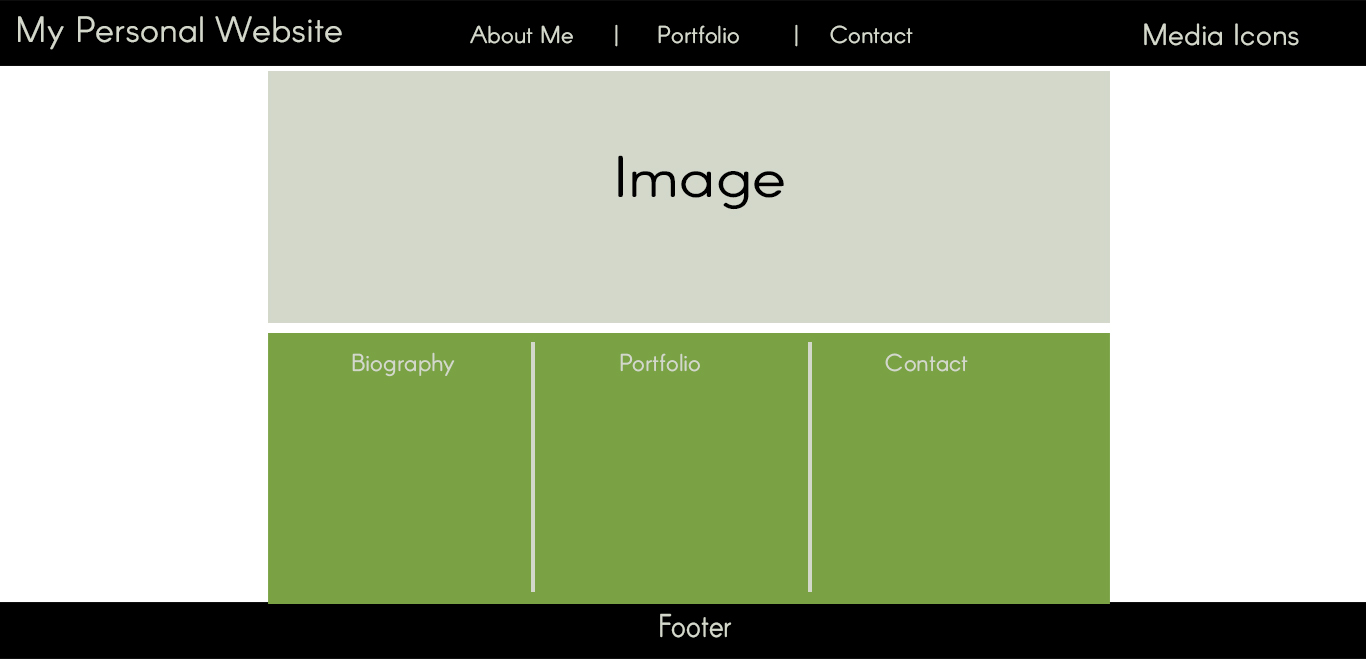 My Personal Website About Me | Portfolio | Contact Media Icons
Image
Biography Portfolio Contact
Footer